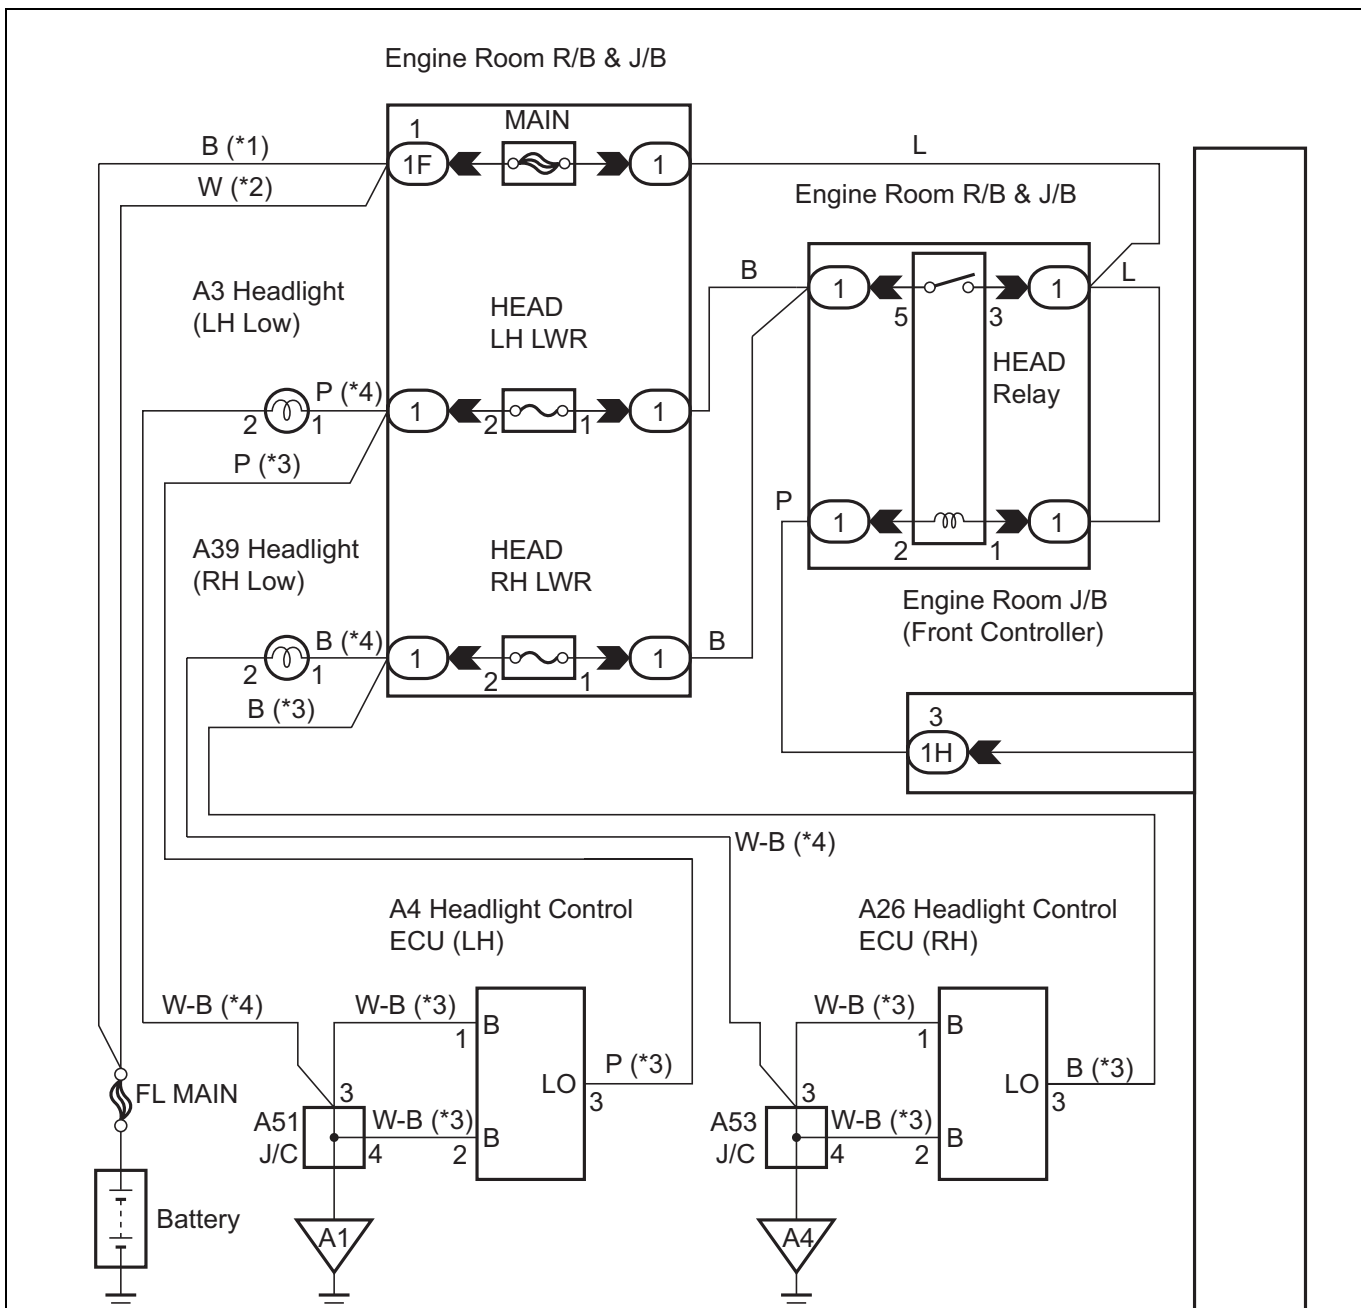 Engine Room R/B & J/B
1
MAIN
B (*1)
1F
1
L
W (*2)
Engine Room R/B & J/B
A3 Headlight
(LH Low)
HEAD
LH LWR
B
1
1
L
5
3
HEAD
Relay
P (*4)
2
1
1
2
1
1
P (*3)
P
1
1
2
1
A39 Headlight
(RH Low)
HEAD
RH LWR
Engine Room J/B
(Front Controller)
B (*4)
2
1
1
2
1
1
B
B (*3)
3
1H
W-B (*4)
A4 Headlight Control
ECU (LH)
A26 Headlight Control
ECU (RH)
W-B (*4)
W-B (*3)
1
B
W-B (*3)
1
B
FL MAIN
LO
P (*3)
3
LO
B (*3)
3
A51
J/C
3
4
W-B (*3)
2
B
A53
J/C
3
4
W-B (*3)
2
B
Battery
A1
A4